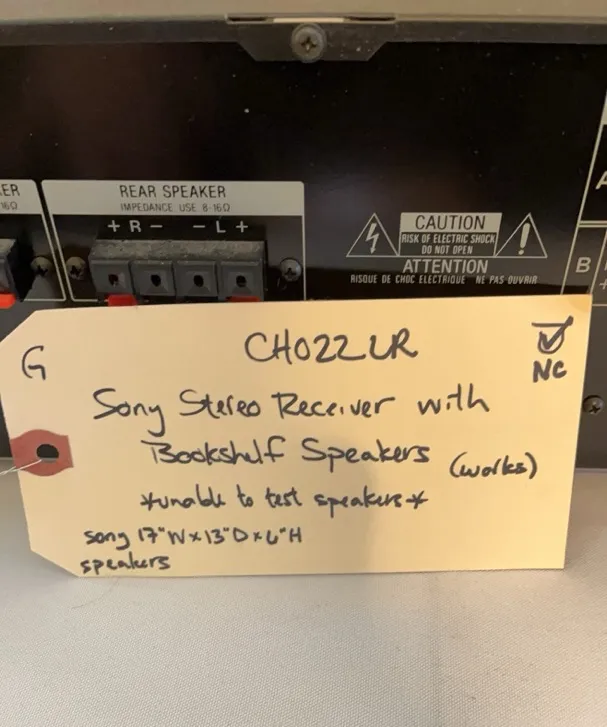 ER
16Ω
REAR SPEAKER
IMPEDANCE USE 8-16Ω
+ R − − L +
CAUTION
RISK OF ELECTRIC SHOCK
DO NOT OPEN
ATTENTION
RISQUE DE CHOC ELECTRIQUE NE PAS OUVRIR
A
B
+
G
CH022LR
NC
Sony Stereo Receiver with
Bookshelf Speakers (works)
*unable to test speakers*
Sony 17"W x 13"D x 6"H
speakers